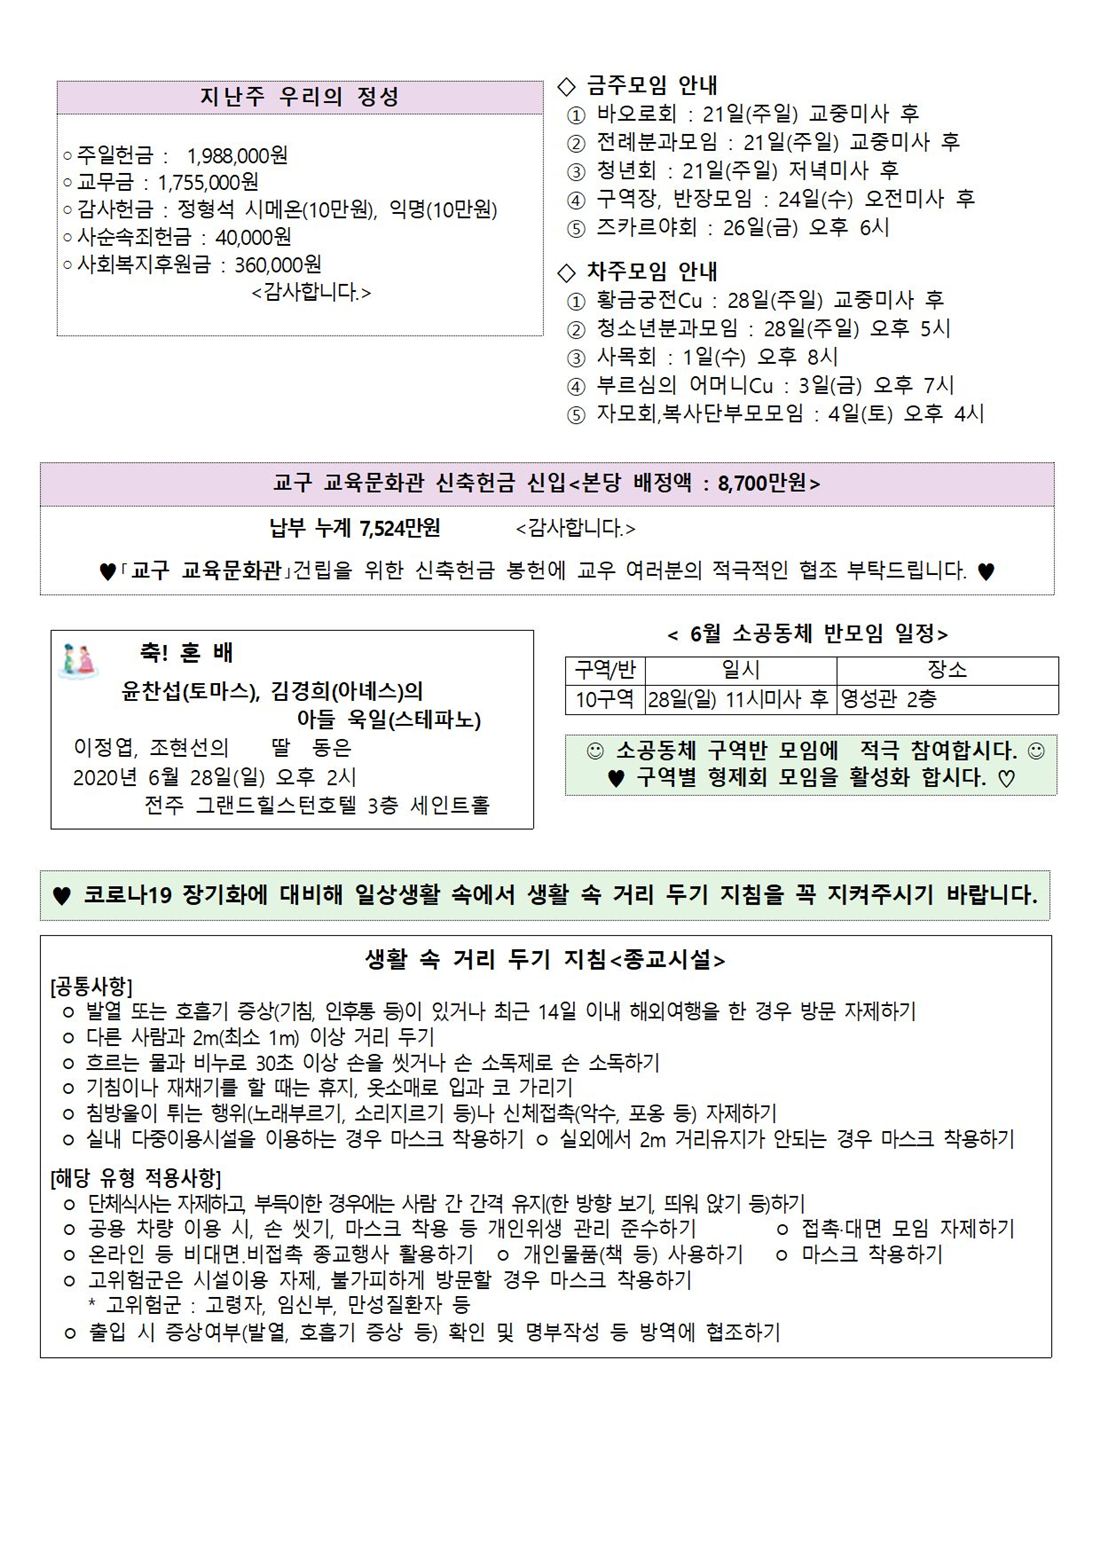 지난주 우리의 정성
○주일헌금 : 1,988,000원
○교무금 : 1,755,000원
○감사헌금 : 정형석 시메온(10만원), 익명(10만원)
○사순속죄헌금 : 40,000원
○사회복지후원금 : 360,000원
<감사합니다.>
◇ 금주모임 안내
① 바오로회 : 21일(주일) 교중미사 후
② 전례분과모임 : 21일(주일) 교중미사 후
③ 청년회 : 21일(주일) 저녁미사 후
④ 구역장, 반장모임 : 24일(수) 오전미사 후
⑤ 즈카르야회 : 26일(금) 오후 6시
◇ 차주모임 안내
① 황금궁전Cu : 28일(주일) 교중미사 후
② 청소년분과모임 : 28일(주일) 오후 5시
③ 사목회 : 1일(수) 오후 8시
④ 부르심의 어머니Cu : 3일(금) 오후 7시
⑤ 자모회,복사단부모모임 : 4일(토) 오후 4시
교구 교육문화관 신축헌금 신입<본당 배정액 : 8,700만원>
납부 누계 7,524만원 <감사합니다.>
♥「교구 교육문화관」건립을 위한 신축헌금 봉헌에 교우 여러분의 적극적인 협조 부탁드립니다. ♥
축! 혼 배
윤찬섭(토마스), 김경희(아녜스)의
아들 욱일(스테파노)
이정엽, 조현선의 딸 동은
2020년 6월 28일(일) 오후 2시
전주 그랜드힐스턴호텔 3층 세인트홀
< 6월 소공동체 반모임 일정>
구역/반 일시 장소
10구역 28일(일) 11시미사 후 영성관 2층
☺ 소공동체 구역반 모임에 적극 참여합시다. ☺
♥ 구역별 형제회 모임을 활성화 합시다. ♡
♥ 코로나19 장기화에 대비해 일상생활 속에서 생활 속 거리 두기 지침을 꼭 지켜주시기 바랍니다.
생활 속 거리 두기 지침<종교시설>
[공통사항]
○ 발열 또는 호흡기 증상(기침, 인후통 등)이 있거나 최근 14일 이내 해외여행을 한 경우 방문 자제하기
○ 다른 사람과 2m(최소 1m) 이상 거리 두기
○ 흐르는 물과 비누로 30초 이상 손을 씻거나 손 소독제로 손 소독하기
○ 기침이나 재채기를 할 때는 휴지, 옷소매로 입과 코 가리기
○ 침방울이 튀는 행위(노래부르기, 소리지르기 등)나 신체접촉(악수, 포옹 등) 자제하기
○ 실내 다중이용시설을 이용하는 경우 마스크 착용하기 ○ 실외에서 2m 거리유지가 안되는 경우 마스크 착용하기
[해당 유형 적용사항]
○ 단체식사는 자제하고, 부득이한 경우에는 사람 간 간격 유지(한 방향 보기, 띄워 앉기 등)하기
○ 공용 차량 이용 시, 손 씻기, 마스크 착용 등 개인위생 관리 준수하기 ○ 접촉·대면 모임 자제하기
○ 온라인 등 비대면.비접촉 종교행사 활용하기 ○ 개인물품(책 등) 사용하기 ○ 마스크 착용하기
○ 고위험군은 시설이용 자제, 불가피하게 방문할 경우 마스크 착용하기
* 고위험군 : 고령자, 임신부, 만성질환자 등
○ 출입 시 증상여부(발열, 호흡기 증상 등) 확인 및 명부작성 등 방역에 협조하기